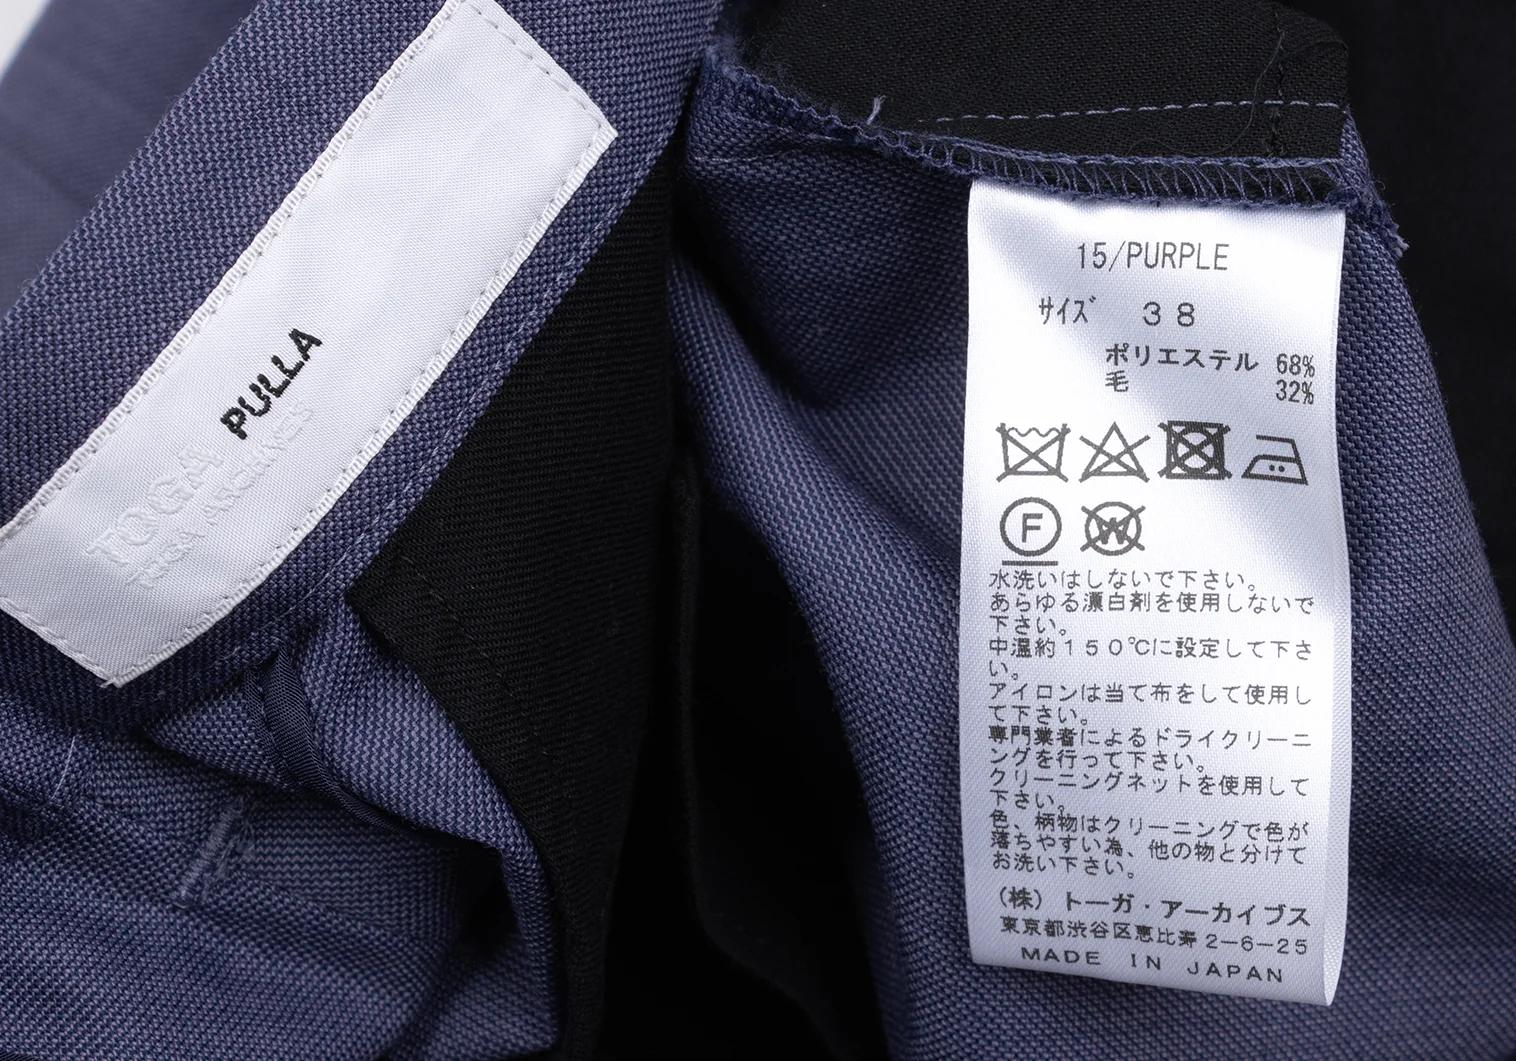 PULLA
TOGA
TOGA ARCHIVES
15/PURPLE
サイズ 38
ポリエステル 68%
毛 32%
F
W
水洗いはしないで下さい。
あらゆる漂白剤を使用しないで
下さい。
中温約150℃に設定して下さ
い。
アイロンは当て布をして使用し
て下さい。
専門業者によるドライクリーニ
ングを行って下さい。
クリーニングネットを使用して
下さい。
色、柄物はクリーニングで色が
落ちやすい為、他の物と分けて
お洗い下さい。
(株)トーガ・アーカイブス
東京都渋谷区恵比寿2-6-25
MADE IN JAPAN